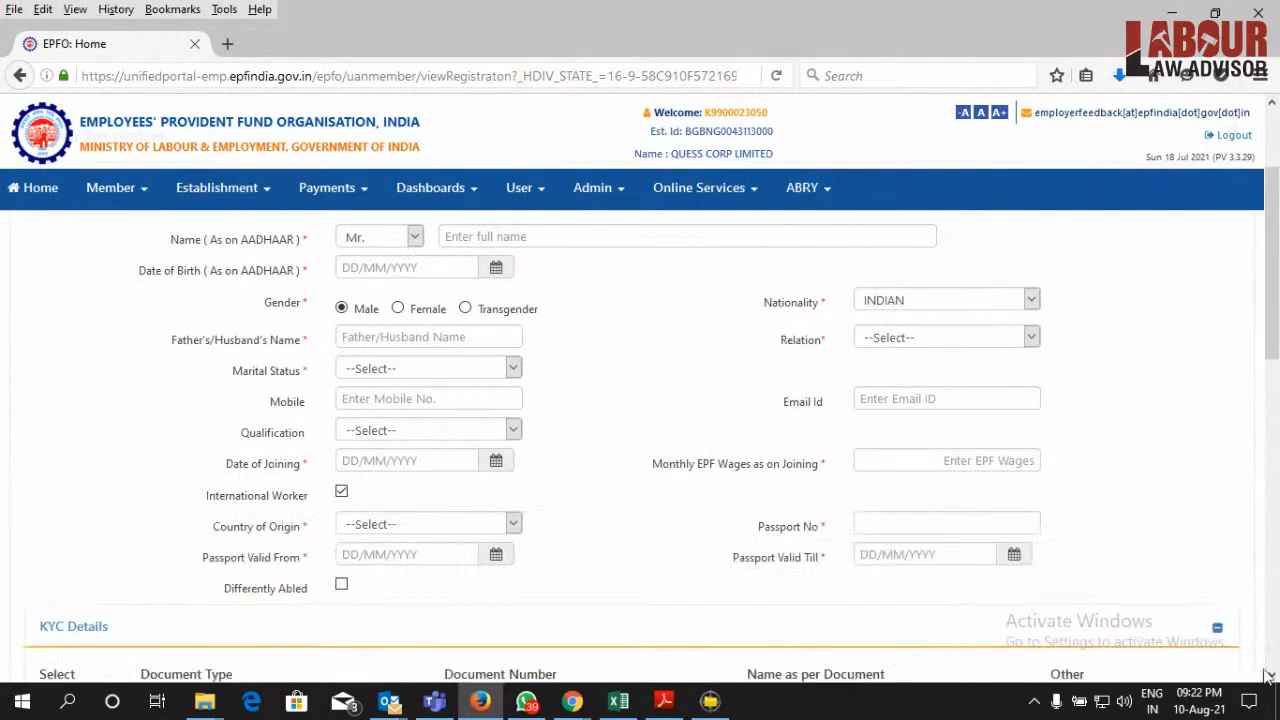 File Edit View History Bookmarks Tools Help
LABOUR
LAW ADVISOR
EPFO: Home
https://unifiedportal-emp.epfindia.gov.in/epfo/uanmember/viewRegistraton?_HDIV_STATE_=16-9-58C910F572169
Search
EMPLOYEES' PROVIDENT FUND ORGANISATION, INDIA
MINISTRY OF LABOUR & EMPLOYMENT, GOVERNMENT OF INDIA
Welcome: K9900023050
Est. Id: BGBNG0043113000
Name : QUESS CORP LIMITED
-A A A+ employerfeedback[at]epfindia[dot]gov[dot]in
Logout
Sun 18 Jul 2021 (PV 3.3.29)
Home Member Establishment Payments Dashboards User Admin Online Services ABRY
Name ( As on AADHAAR ) * Mr. Enter full name
Date of Birth ( As on AADHAAR ) * DD/MM/YYYY
Gender * Male Female Transgender Nationality * INDIAN
Father's/Husband's Name * Father/Husband Name Relation* --Select--
Marital Status * --Select--
Mobile Enter Mobile No. Email Id Enter Email ID
Qualification --Select--
Date of Joining * DD/MM/YYYY Monthly EPF Wages as on Joining * Enter EPF Wages
International Worker
Country of Origin * --Select-- Passport No *
Passport Valid From * DD/MM/YYYY Passport Valid Till * DD/MM/YYYY
Differently Abled
KYC Details
Activate Windows
Go to Settings to activate Windows.
Select Document Type Document Number Name as per Document Other
3
39
ENG
IN
09:22 PM
10-Aug-21